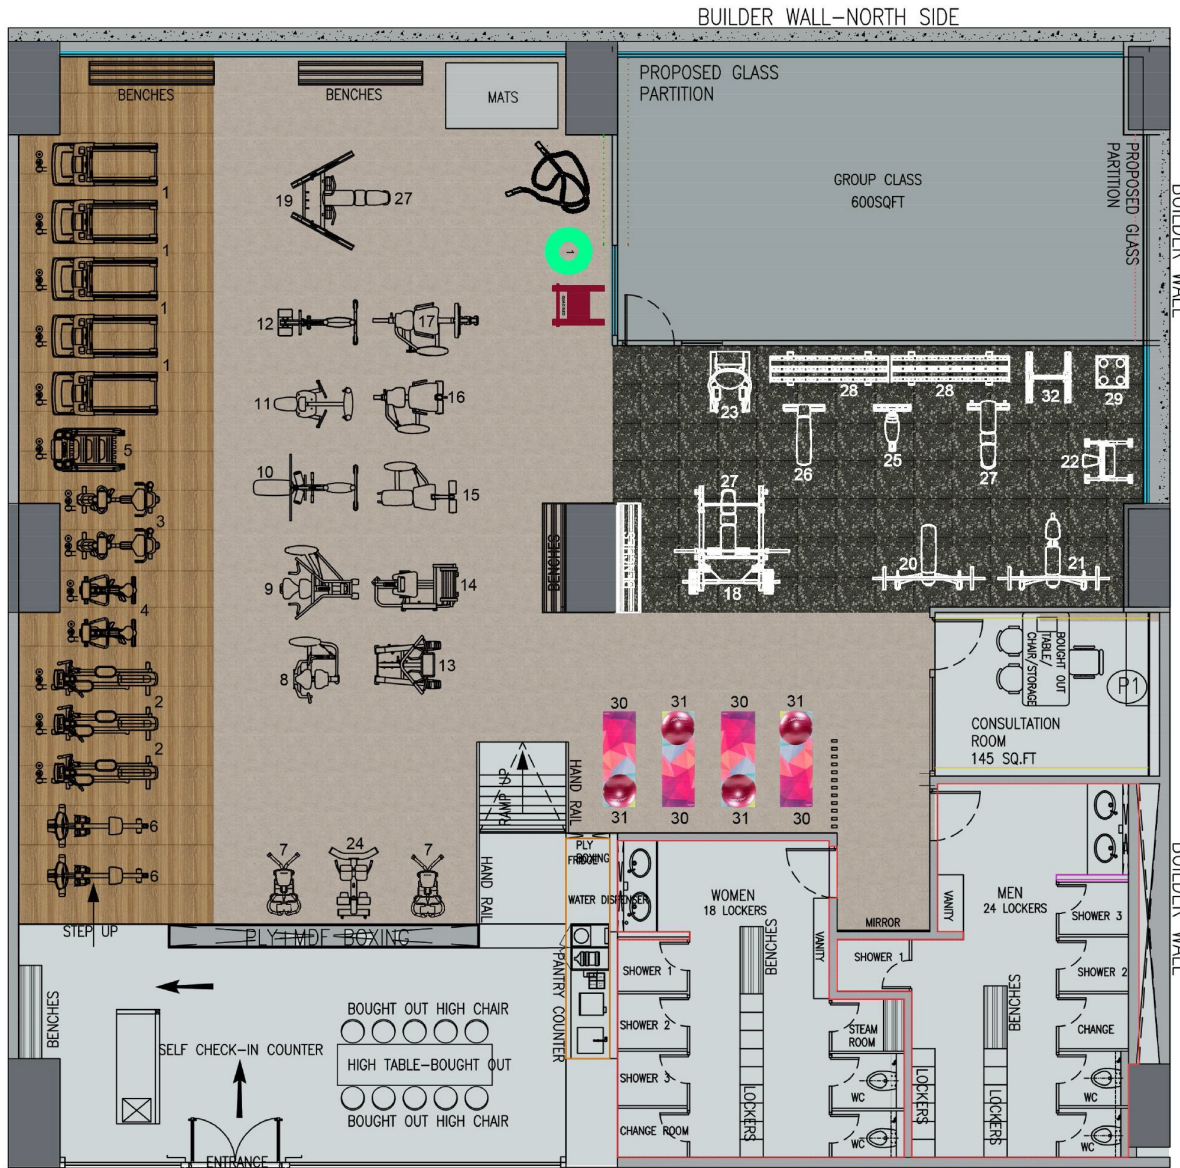 BUILDER WALL-NORTH SIDE
BENCHES
BENCHES
MATS
PROPOSED GLASS
PARTITION
PROPOSED GLASS
PARTITION
BUILDER WALL
GROUP CLASS
600SQFT
1
1
1
1
5
3
4
2
2
6
6
19
27
1
12
17
11
16
10
15
9
14
8
13
7
24
7
23
28
28
32
29
26
25
27
22
27
18
20
21
BENCHES
BENCHES
BOUGHT OUT
TABLE/
CHAIR/STORAGE
P1
CONSULTATION
ROOM
145 SQ.FT
30
31
30
31
31
30
31
30
RAMP UP
HAND RAIL
HAND RAIL
PLY
BOXING
FRIDGE
WATER DISPENSER
PANTRY COUNTER
STEP UP
PLY+MDF BOXING
BENCHES
SELF CHECK-IN COUNTER
BOUGHT OUT HIGH CHAIR
HIGH TABLE-BOUGHT OUT
BOUGHT OUT HIGH CHAIR
ENTRANCE
WOMEN
18 LOCKERS
BENCHES
VANITY
MIRROR
SHOWER 1
SHOWER 2
SHOWER 3
CHANGE ROOM
LOCKERS
SHOWER 1
STEAM
ROOM
WC
WC
LOCKERS
MEN
24 LOCKERS
VANITY
BENCHES
LOCKERS
SHOWER 3
SHOWER 2
CHANGE
WC
WC
BUILDER WALL